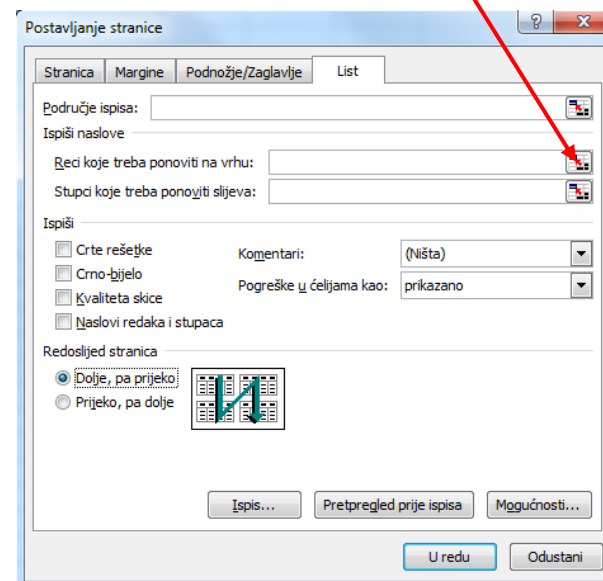 Postavljanje stranice
Stranica Margine Podnožje/Zaglavlje List
Područje ispisa:
Ispiši naslove
Reci koje treba ponoviti na vrhu:
Stupci koje treba ponoviti slijeva:
Ispiši
Crte rešetke Komentari: (Ništa)
Crno-bijelo
Pogreške u ćelijama kao: prikazano
Kvaliteta skice
Naslovi redaka i stupaca
Redoslijed stranica
Dolje, pa prijeko
Prijeko, pa dolje
Ispis... Pretpregled prije ispisa Mogućnosti...
U redu Odustani